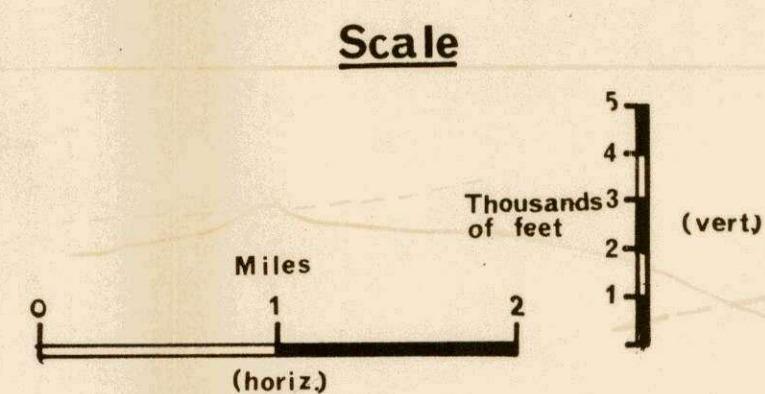 Scale
5
4
Thousands 3
of feet
(vert.)
2
1
Miles
0 1 2
(horiz.)